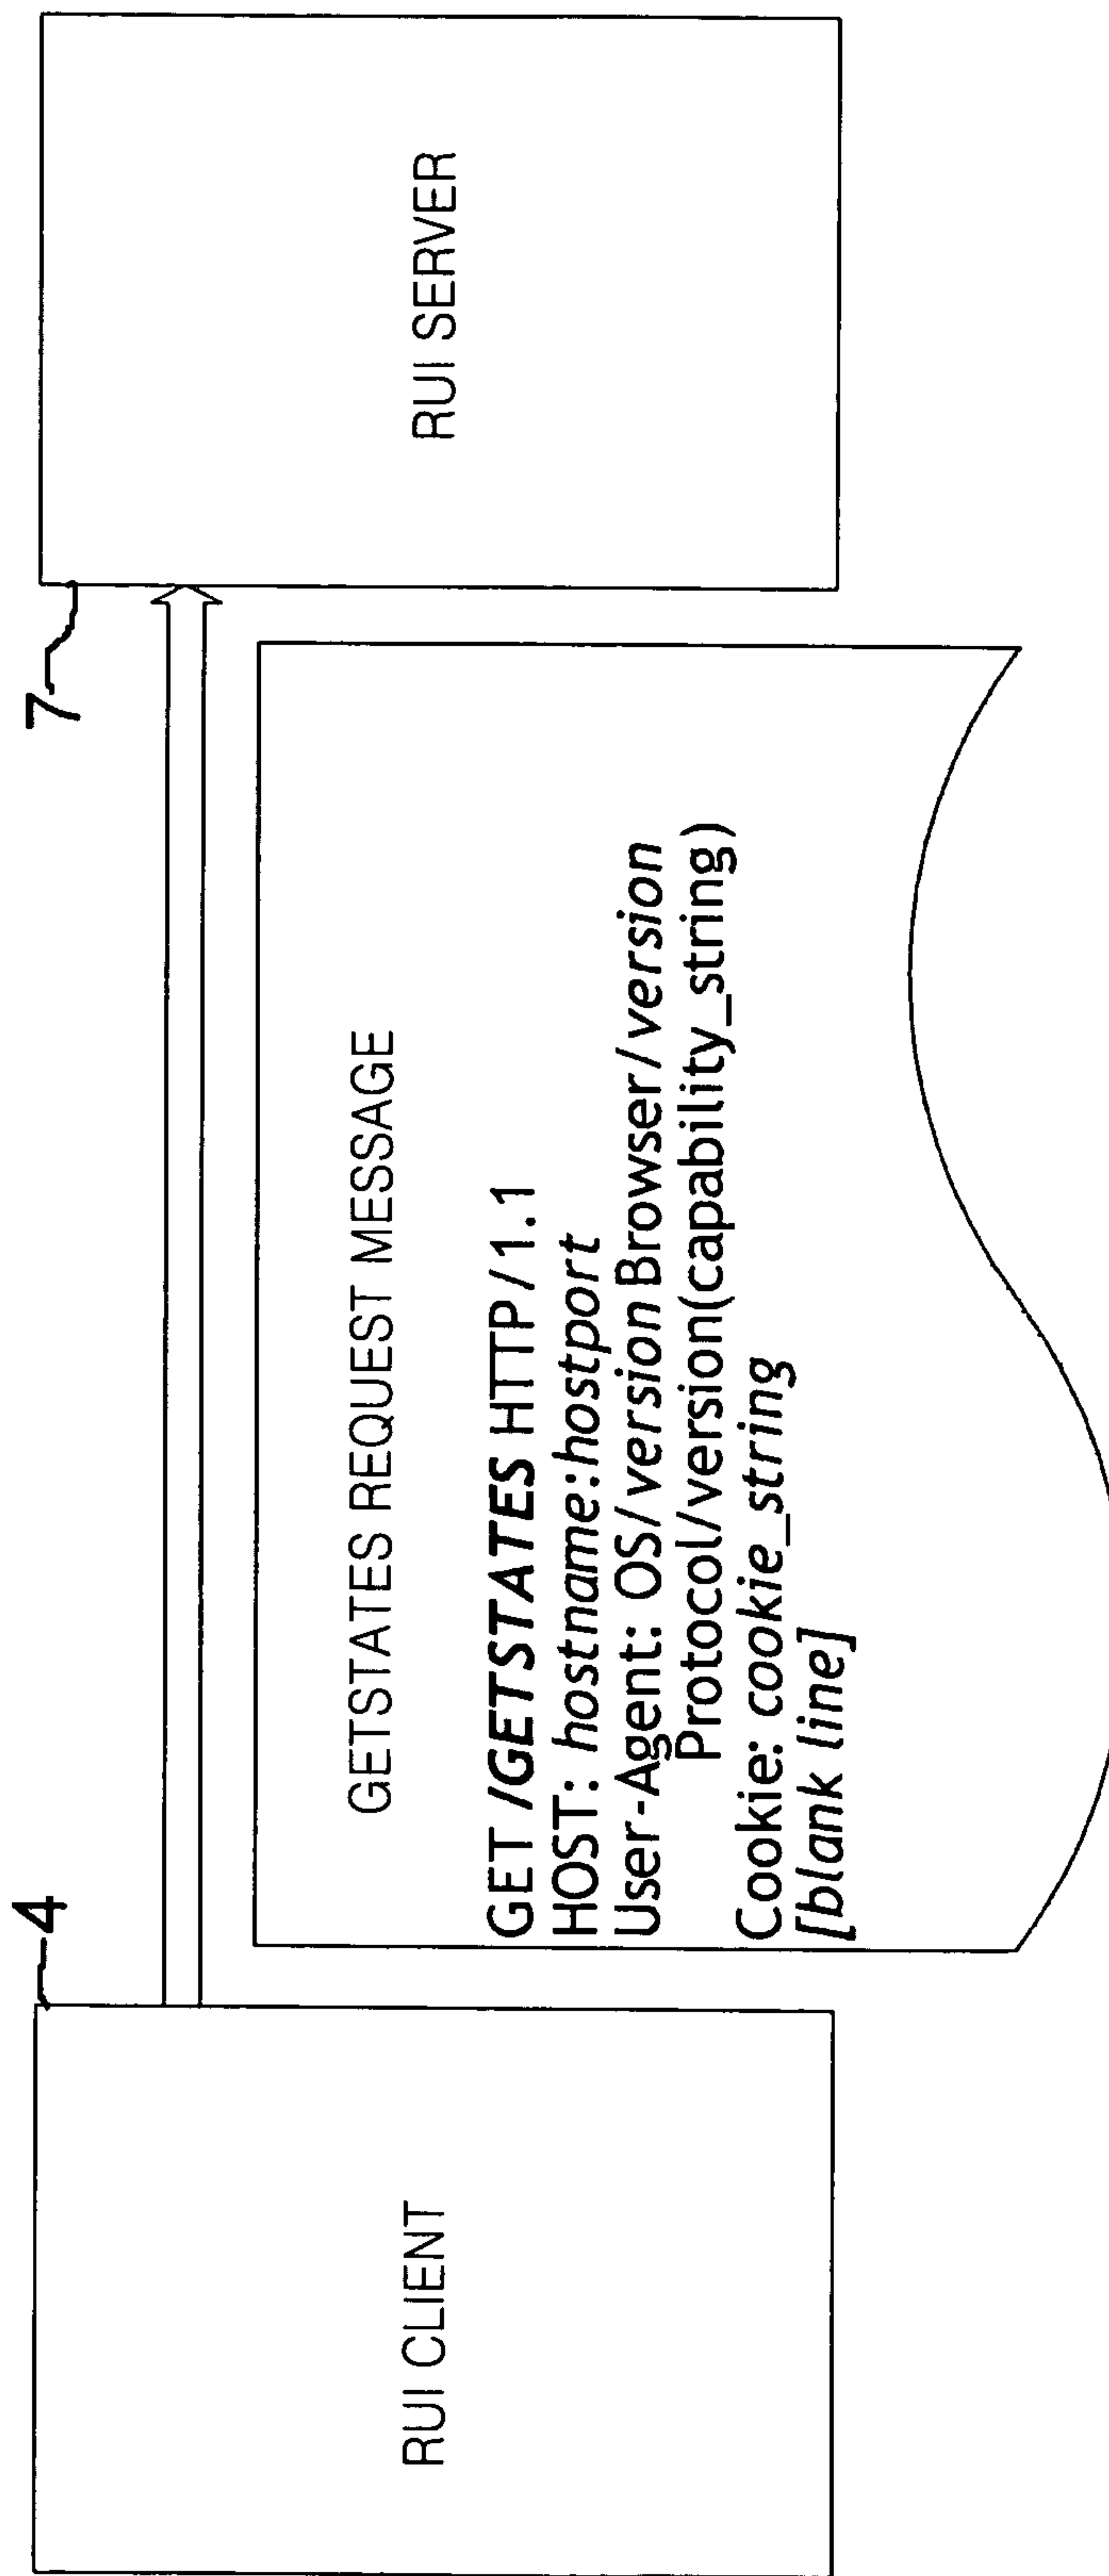 4
7
RUI CLIENT
RUI SERVER
GETSTATES REQUEST MESSAGE
GET /GETSTATES HTTP/1.1
HOST: hostname:hostport
User-Agent: OS/version Browser/version
Protocol/version(capability_string)
Cookie: cookie_string
[blank line]